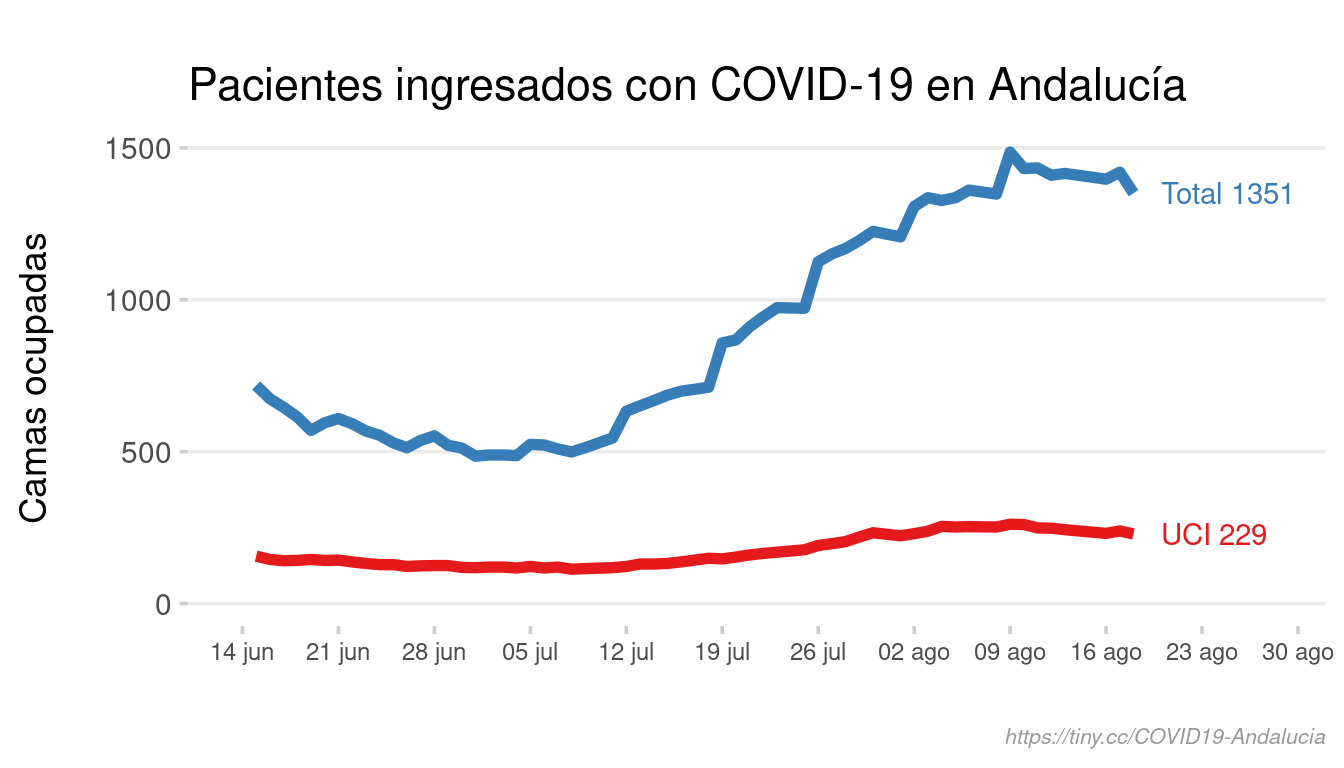 Pacientes ingresados con COVID-19 en Andalucía
Camas ocupadas
1500
1000
500
0
Total 1351
UCI 229
14 jun 21 jun 28 jun 05 jul 12 jul 19 jul 26 jul 02 ago 09 ago 16 ago 23 ago 30 ago
https://tiny.cc/COVID19-Andalucia